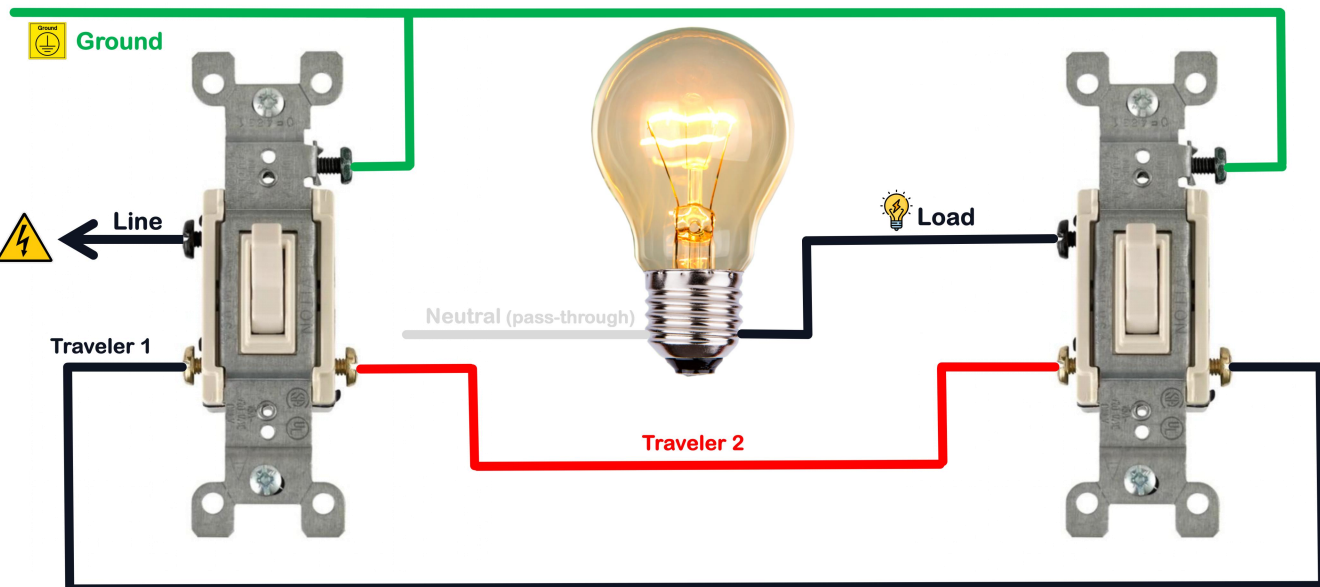 Ground
Ground
Line
Load
Neutral (pass-through)
Traveler 1
Traveler 2